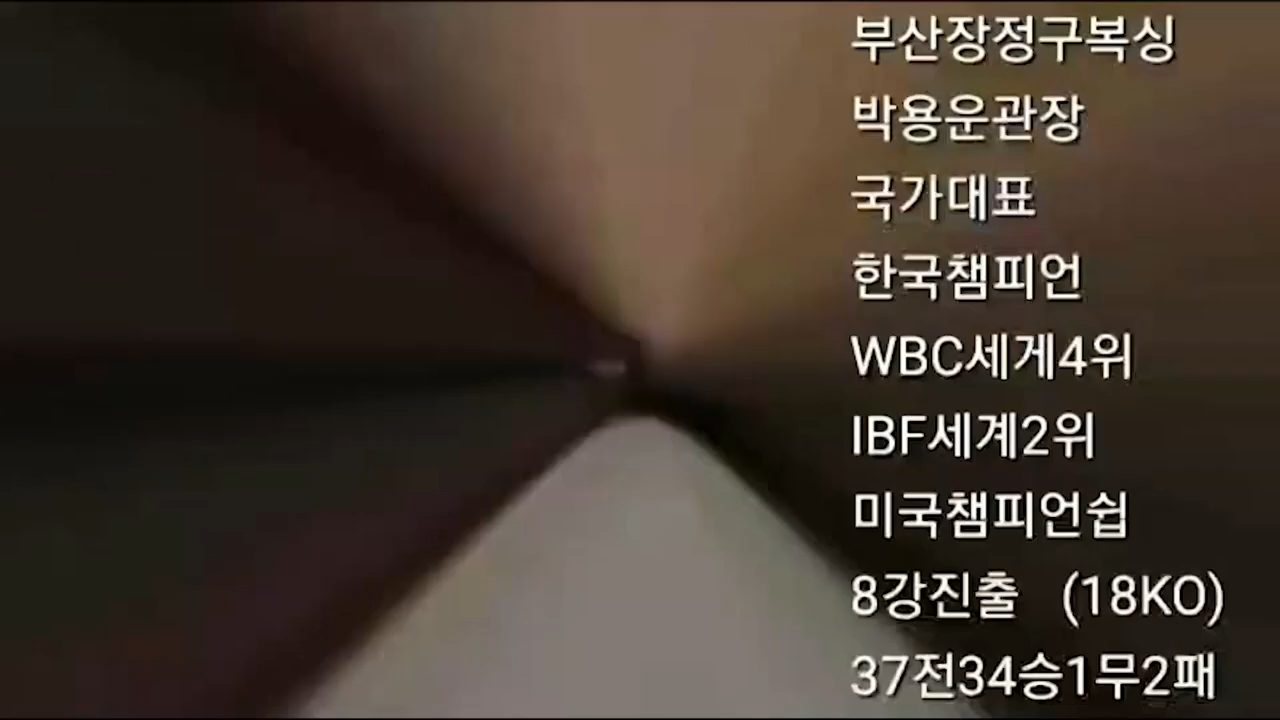 부산장정구복싱
박용운관장
국가대표
한국챔피언
WBC세게4위
IBF세계2위
미국챔피언쉽
8강진출 (18KO)
37전34승1무2패